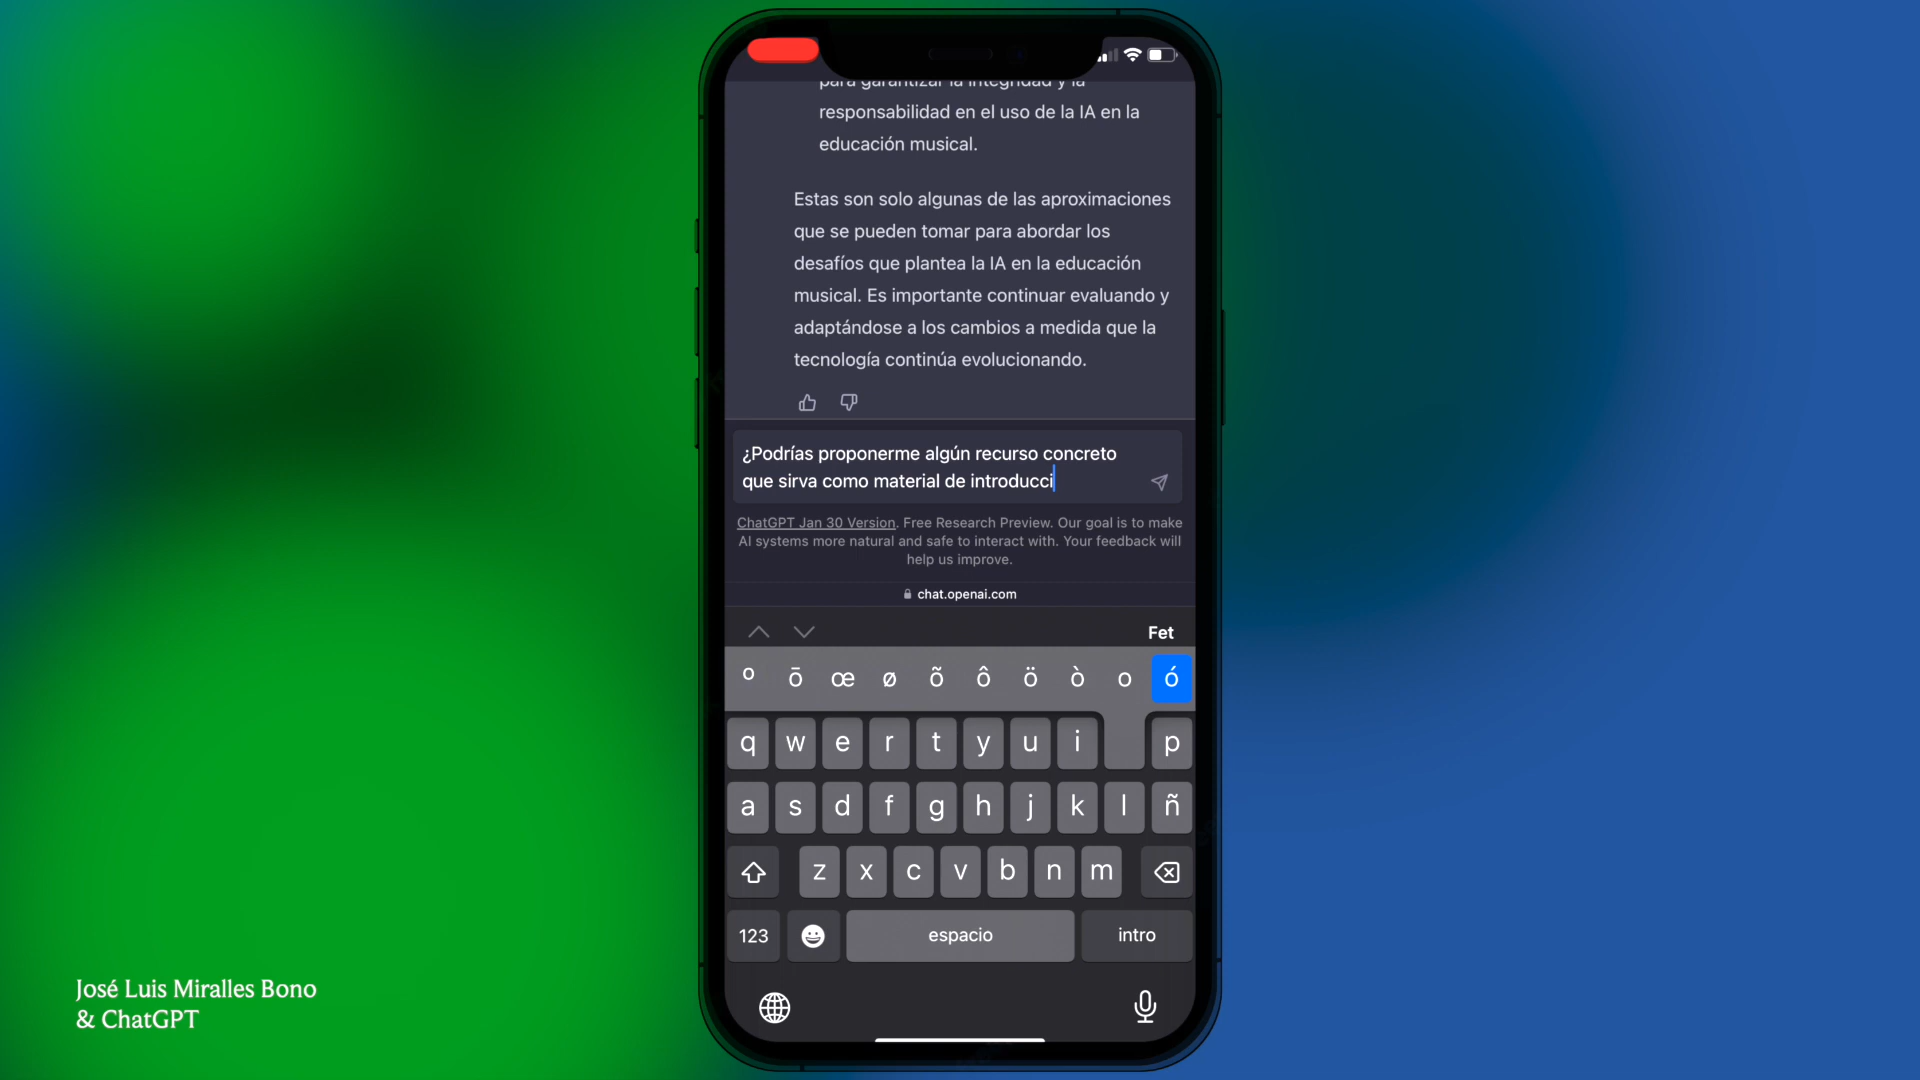 para garantizar la integridad y la
responsabilidad en el uso de la IA en la
educación musical.
Estas son solo algunas de las aproximaciones
que se pueden tomar para abordar los
desafíos que plantea la IA en la educación
musical. Es importante continuar evaluando y
adaptándose a los cambios a medida que la
tecnología continúa evolucionando.
¿Podrías proponerme algún recurso concreto
que sirva como material de introducci
ChatGPT Jan 30 Version. Free Research Preview. Our goal is to make
AI systems more natural and safe to interact with. Your feedback will
help us improve.
chat.openai.com
Fet
º ō œ ø õ ô ö ò o ó
q w e r t y u i p
a s d f g h j k l ñ
z x c v b n m
123 espacio intro
José Luis Miralles Bono
& ChatGPT